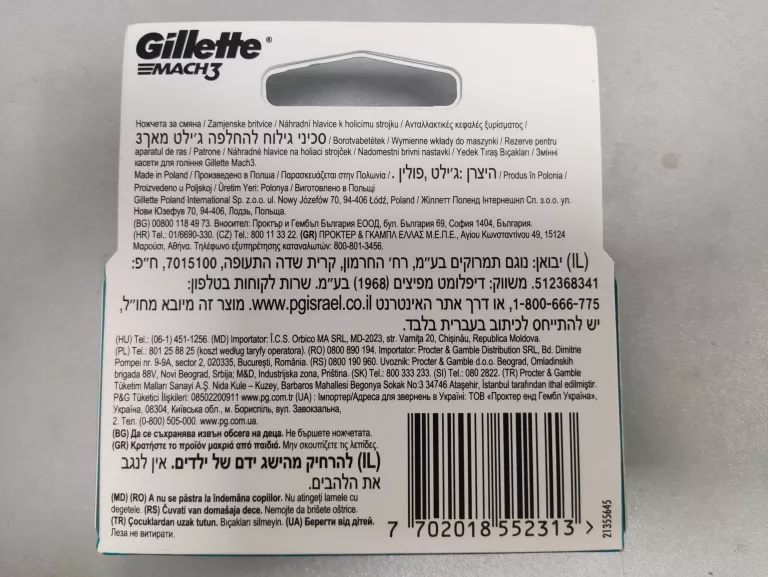 Gillette®
MACH3
Ножчета за смяна / Zamjenske britvice / Náhradní hlavice k holicímu strojku / Ανταλλακτικές κεφαλές ξυρίσματος /
סכיני גילוח להחלפה ג'ילט מאך3 / Borotvabetétek / Wymienne wkłady do maszynki / Rezerve pentru
aparatul de ras / Patrone / Náhradné hlavice na holiaci strojček / Nadomestni brivni nastavki / Yedek Tıraş Bıçakları / Змінні
касети для гоління Gillette Mach3.
Made in Poland / Произведено в Полша / Παρασκευάζεται στην Πολωνία / היצרן :ג'ילט ,פולין . / Produs în Polonia /
Proizvedeno u Poljskoj / Üretim Yeri: Polonya / Виготовлено в Польщі
Gillette Poland International Sp. z o.o. ul. Nowy Józefów 70, 94-406 Łódź, Poland / Жіллетт Поленд Інтернешнл Сп.з о.о. ул.
Нови Юзефув 70, 94-406, Лодзь, Польща.
(BG) 00800 118 49 73. Вносител: Проктър и Гембъл България ЕООД, бул. България 69, София 1404, България.
(HR) Tel.: 01/6690-330. (CZ) Tel.: 800 11 33 22. (GR) ΠΡΟΚΤΕΡ & ΓΚΑΜΠΛ ΕΛΛΑΣ Μ.Ε.Π.Ε., Αγίου Κωνσταντίνου 49, 15124
Μαρούσι, Αθήνα. Τηλέφωνο εξυπηρέτησης καταναλωτών: 800-801-3456.
(IL) יבואן: נוגם תמרוקים בע"מ, רח' החרמון, קרית שדה התעופה, 7015100, ח"פ:
512368341. משווק: דיפלומט מפיצים (1968) בע"מ. שרות לקוחות בטלפון:
1-800-666-775, או דרך אתר האינטרנט www.pgisrael.co.il. מוצר זה מיובא מחו"ל,
יש להתייחס לכיתוב בעברית בלבד.
(HU) Tel.: (06-1) 451-1256. (MD) Importator: Î.C.S. Orbico MA SRL, MD-2023, str. Varnița 20, Chișinău, Republica Moldova.
(PL) Tel.: 801 25 88 25 (koszt według taryfy operatora). (RO) 0800 890 194. Importator: Procter & Gamble Distribution SRL, Bd. Dimitrie
Pompei nr. 9-9A, sector 2, 020335, București, România. (RS) 0800 190 960. Uvoznik: Procter & Gamble d.o.o. Beograd, Omladinskih
brigada 88V, Novi Beograd, Srbija; M&D, Industrijska zona, Priština. (SK) Tel.: 800 333 233. (SI) Tel.: 080 2822. (TR) Procter & Gamble
Tüketim Malları Sanayi A.Ş. Nida Kule – Kuzey, Barbaros Mahallesi Begonya Sokak No:3 34746 Ataşehir, İstanbul tarafından ithal edilmiştir.
P&G Tüketici İlişkileri: 08502200911 www.pg.com.tr (UA) : Імпортер/Адреса для звернень в Україні: ТОВ «Проктер енд Гембл Україна»,
Україна, 08304, Київська обл., м. Бориспіль, вул. Завокзальна,
2. Тел. (0-800) 505-000. www.pg.com.ua.
(BG) Да се съхранява извън обсега на деца. Не бършете ножчетата.
(GR) Κρατήστε το προϊόν μακριά από παιδιά. Μην σκουπίζετε τις λεπίδες.
(IL) להרחיק מהישג ידם של ילדים. אין לנגב
את הלהבים.
(MD) (RO) A nu se păstra la îndemâna copiilor. Nu atingeți lamele cu
degetele. (RS) Čuvati van domašaja dece. Nemojte da brišete oštrice.
(TR) Çocuklardan uzak tutun. Bıçakları silmeyin. (UA) Берегти від дітей.
Леза не витирати.
7 702018 552313 >
21355645